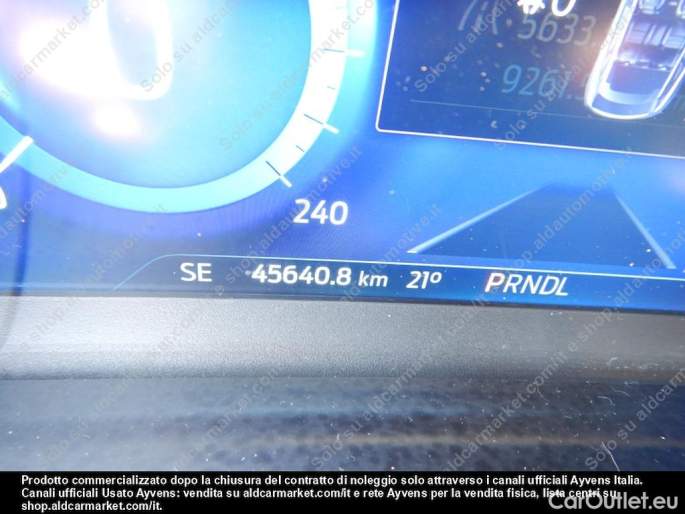 5633
9261
240
SE 45640.8 km 21° PRNDL
Prodotto commercializzato dopo la chiusura del contratto di noleggio solo attraverso i canali ufficiali Ayvens Italia.
Canali ufficiali Usato Ayvens: vendita su aldcarmarket.com/it e rete Ayvens per la vendita fisica, lista centri su
shop.aldcarmarket.com/it.
CarOutlet.eu